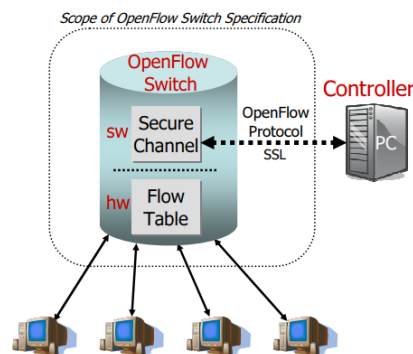 Scope of OpenFlow Switch Specification
OpenFlow
Switch
Controller
sw
Secure
Channel
OpenFlow
Protocol
SSL
PC
hw
Flow
Table